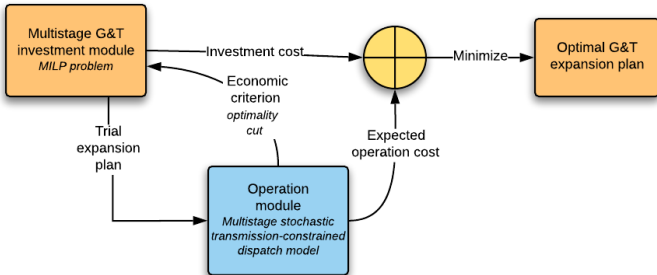 Multistage G&T
investment module
MILP problem
Investment cost
Minimize
Optimal G&T
expansion plan
Economic
criterion
optimality
cut
Trial
expansion
plan
Expected
operation cost
Operation
module
Multistage stochastic
transmission-constrained
dispatch model